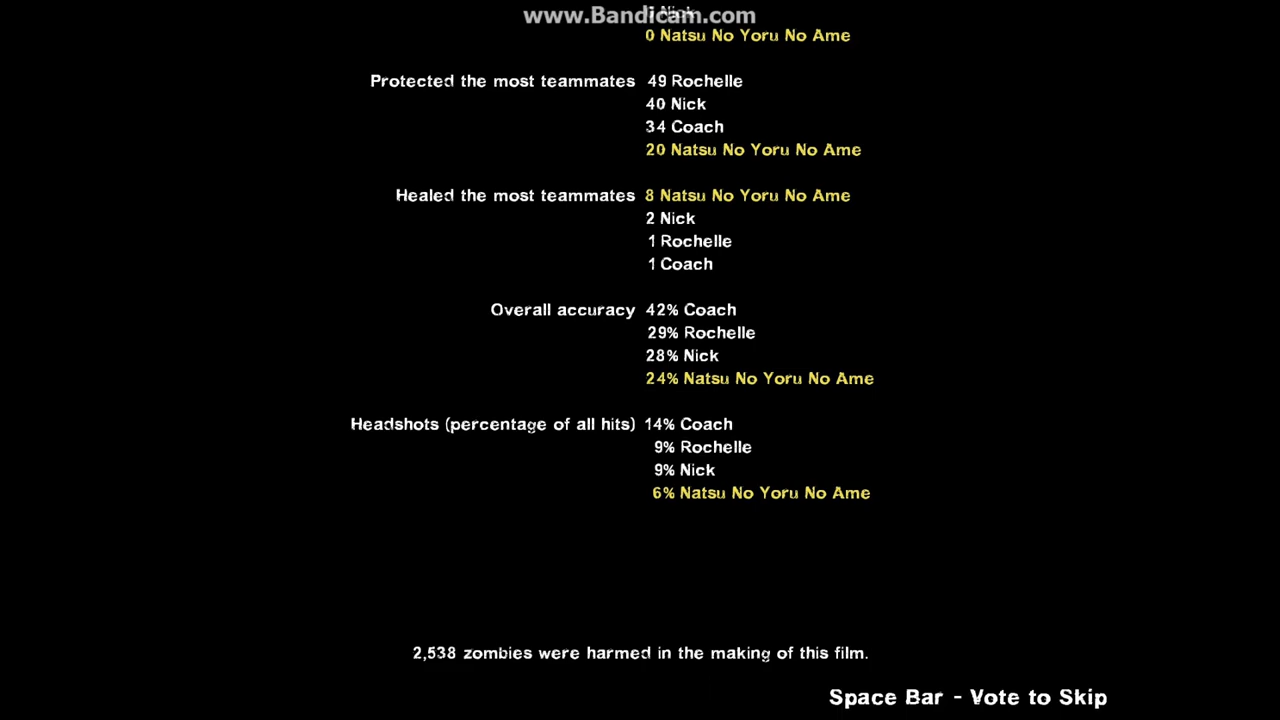 www.Bandicam.com
Nick
0 Natsu No Yoru No Ame
Protected the most teammates 49 Rochelle
40 Nick
34 Coach
20 Natsu No Yoru No Ame
Healed the most teammates 8 Natsu No Yoru No Ame
2 Nick
1 Rochelle
1 Coach
Overall accuracy 42% Coach
29% Rochelle
28% Nick
24% Natsu No Yoru No Ame
Headshots (percentage of all hits) 14% Coach
9% Rochelle
9% Nick
6% Natsu No Yoru No Ame
2,538 zombies were harmed in the making of this film.
Space Bar - Vote to Skip